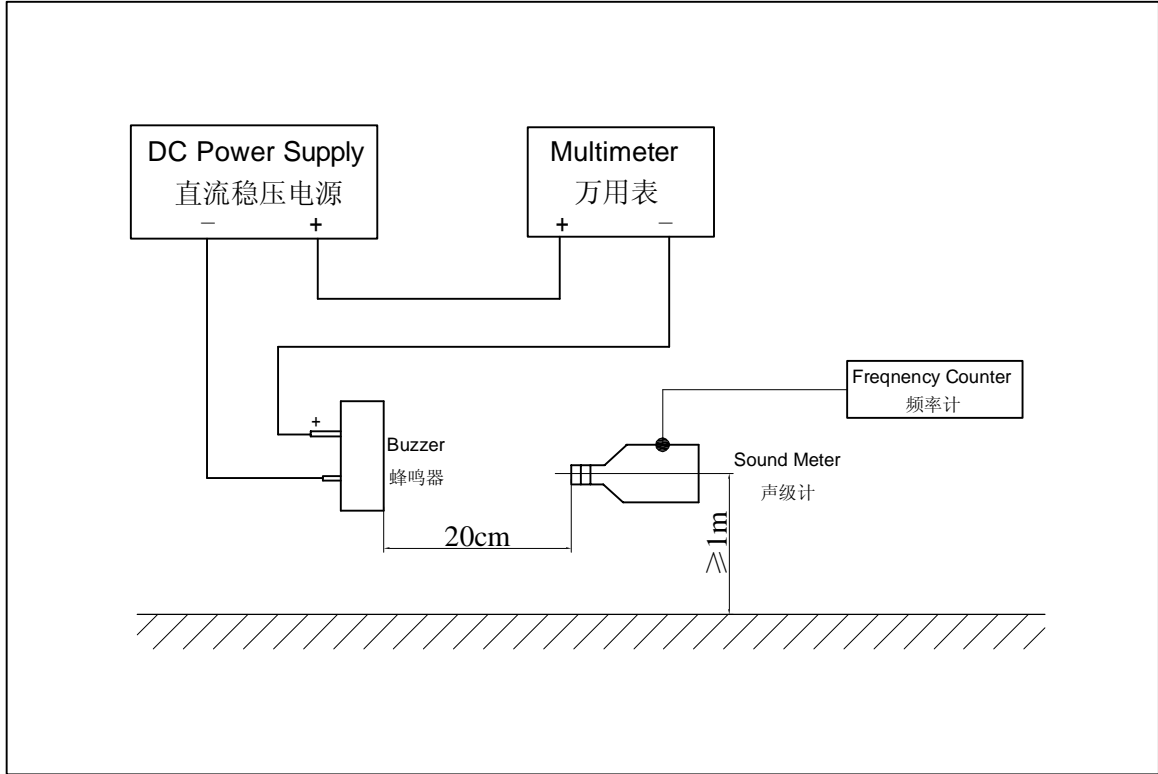 DC Power Supply
直流稳压电源
− +
Multimeter
万用表
+ −
Freqnency Counter
频率计
+
Buzzer
蜂鸣器
Sound Meter
声级计
20cm
≥1m